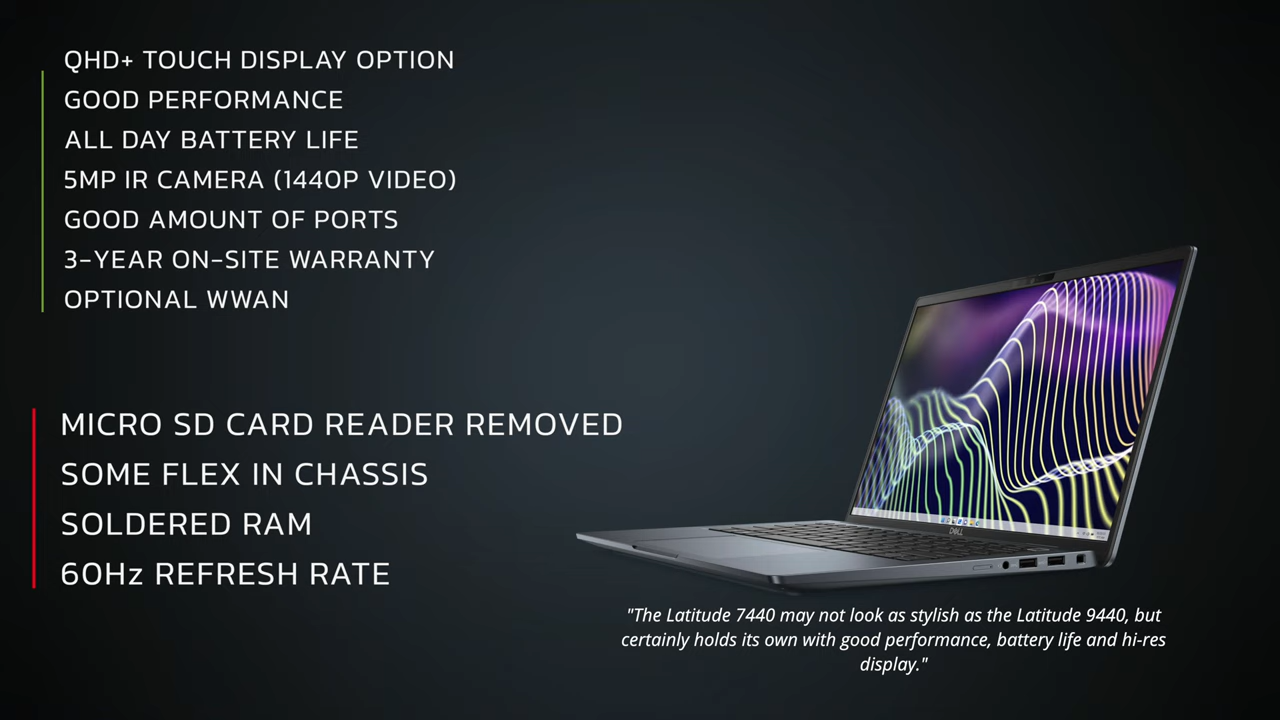 QHD+ TOUCH DISPLAY OPTION
GOOD PERFORMANCE
ALL DAY BATTERY LIFE
5MP IR CAMERA (1440P VIDEO)
GOOD AMOUNT OF PORTS
3-YEAR ON-SITE WARRANTY
OPTIONAL WWAN
MICRO SD CARD READER REMOVED
SOME FLEX IN CHASSIS
SOLDERED RAM
60Hz REFRESH RATE
DELL
"The Latitude 7440 may not look as stylish as the Latitude 9440, but
certainly holds its own with good performance, battery life and hi-res
display."